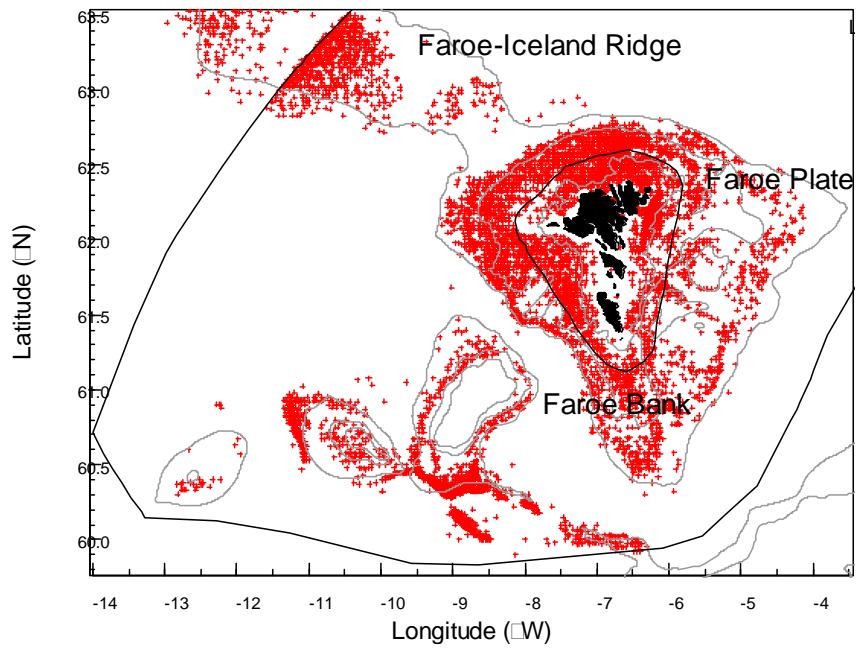 63.5
Faroe-Iceland Ridge
L
63.0
62.5
Faroe Plate
62.0
61.5
61.0
Faroe Bank
60.5
60.0
Latitude (□N)
-14 -13 -12 -11 -10 -9 -8 -7 -6 -5 -4
Longitude (□W)